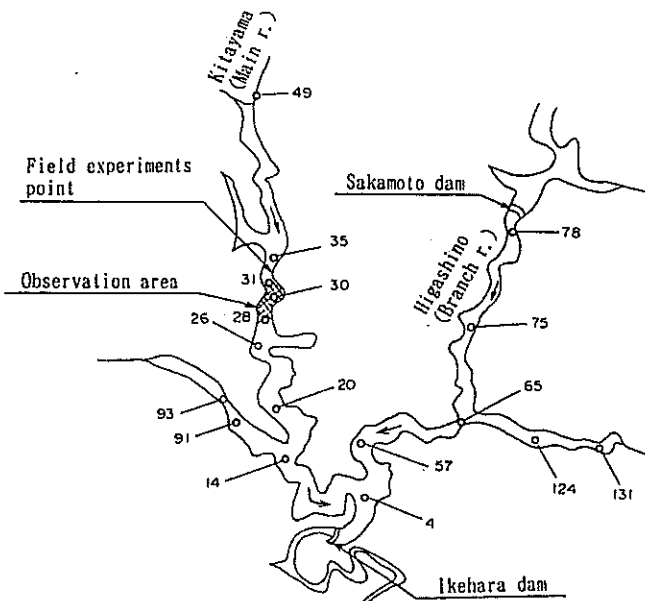 Kitayama
(Main r.)
49
Field experiments
point
Sakamoto dam
78
35
31
Higashino
(Branch r.)
Observation area
30
28
26
75
20
65
93
91
57
14
124
131
4
Ikehara dam